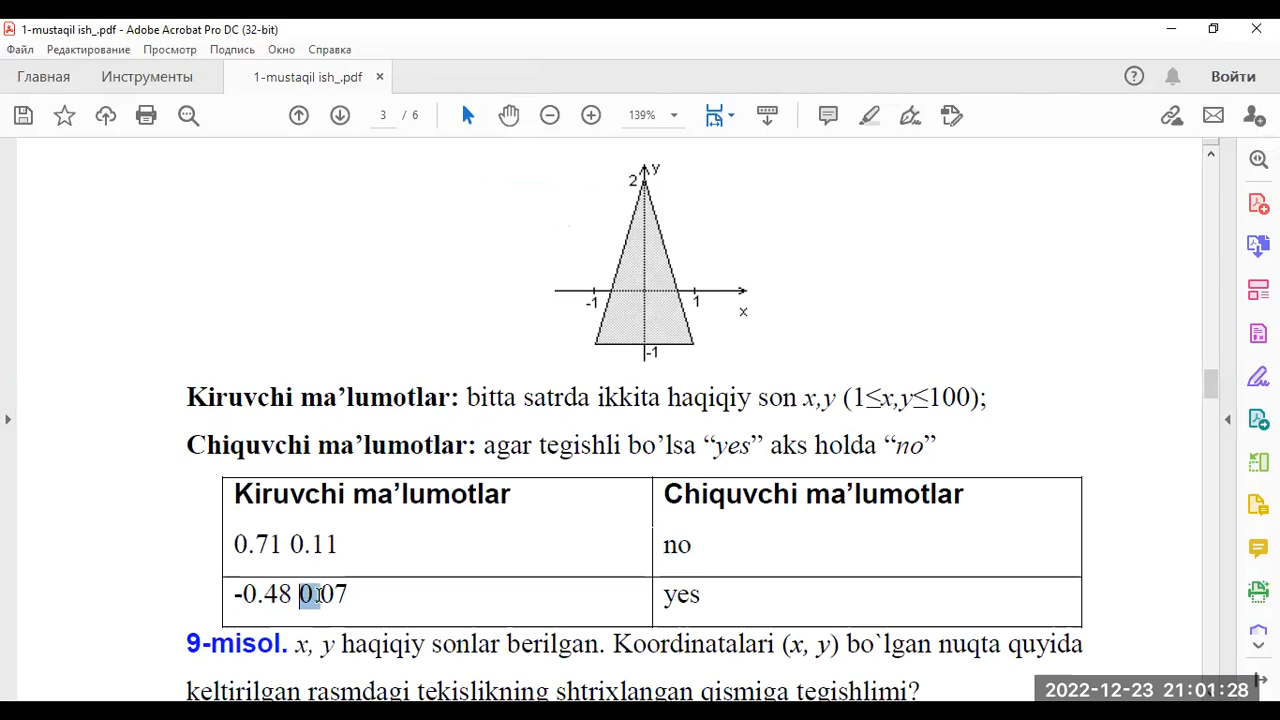 1-mustaqil ish_.pdf - Adobe Acrobat Pro DC (32-bit)
Файл Редактирование Просмотр Подпись Окно Справка
Главная Инструменты 1-mustaqil ish_.pdf × Войти
3 / 6 139%
y
2
-1 1
x
-1
Kiruvchi ma’lumotlar: bitta satrda ikkita haqiqiy son x,y (1≤x,y≤100);
Chiquvchi ma’lumotlar: agar tegishli bo’lsa “yes” aks holda “no”
Kiruvchi ma’lumotlar Chiquvchi ma’lumotlar
0.71 0.11 no
-0.48 0.07 yes
9-misol. x, y haqiqiy sonlar berilgan. Koordinatalari (x, y) bo`lgan nuqta quyida
keltirilgan rasmdagi tekislikning shtrixlangan qismiga tegishlimi?
2022-12-23 21:01:28